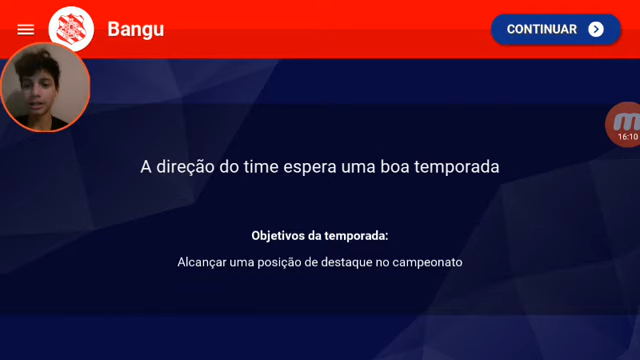 Bangu
CONTINUAR
16:10
A direção do time espera uma boa temporada
Objetivos da temporada:
Alcançar uma posição de destaque no campeonato